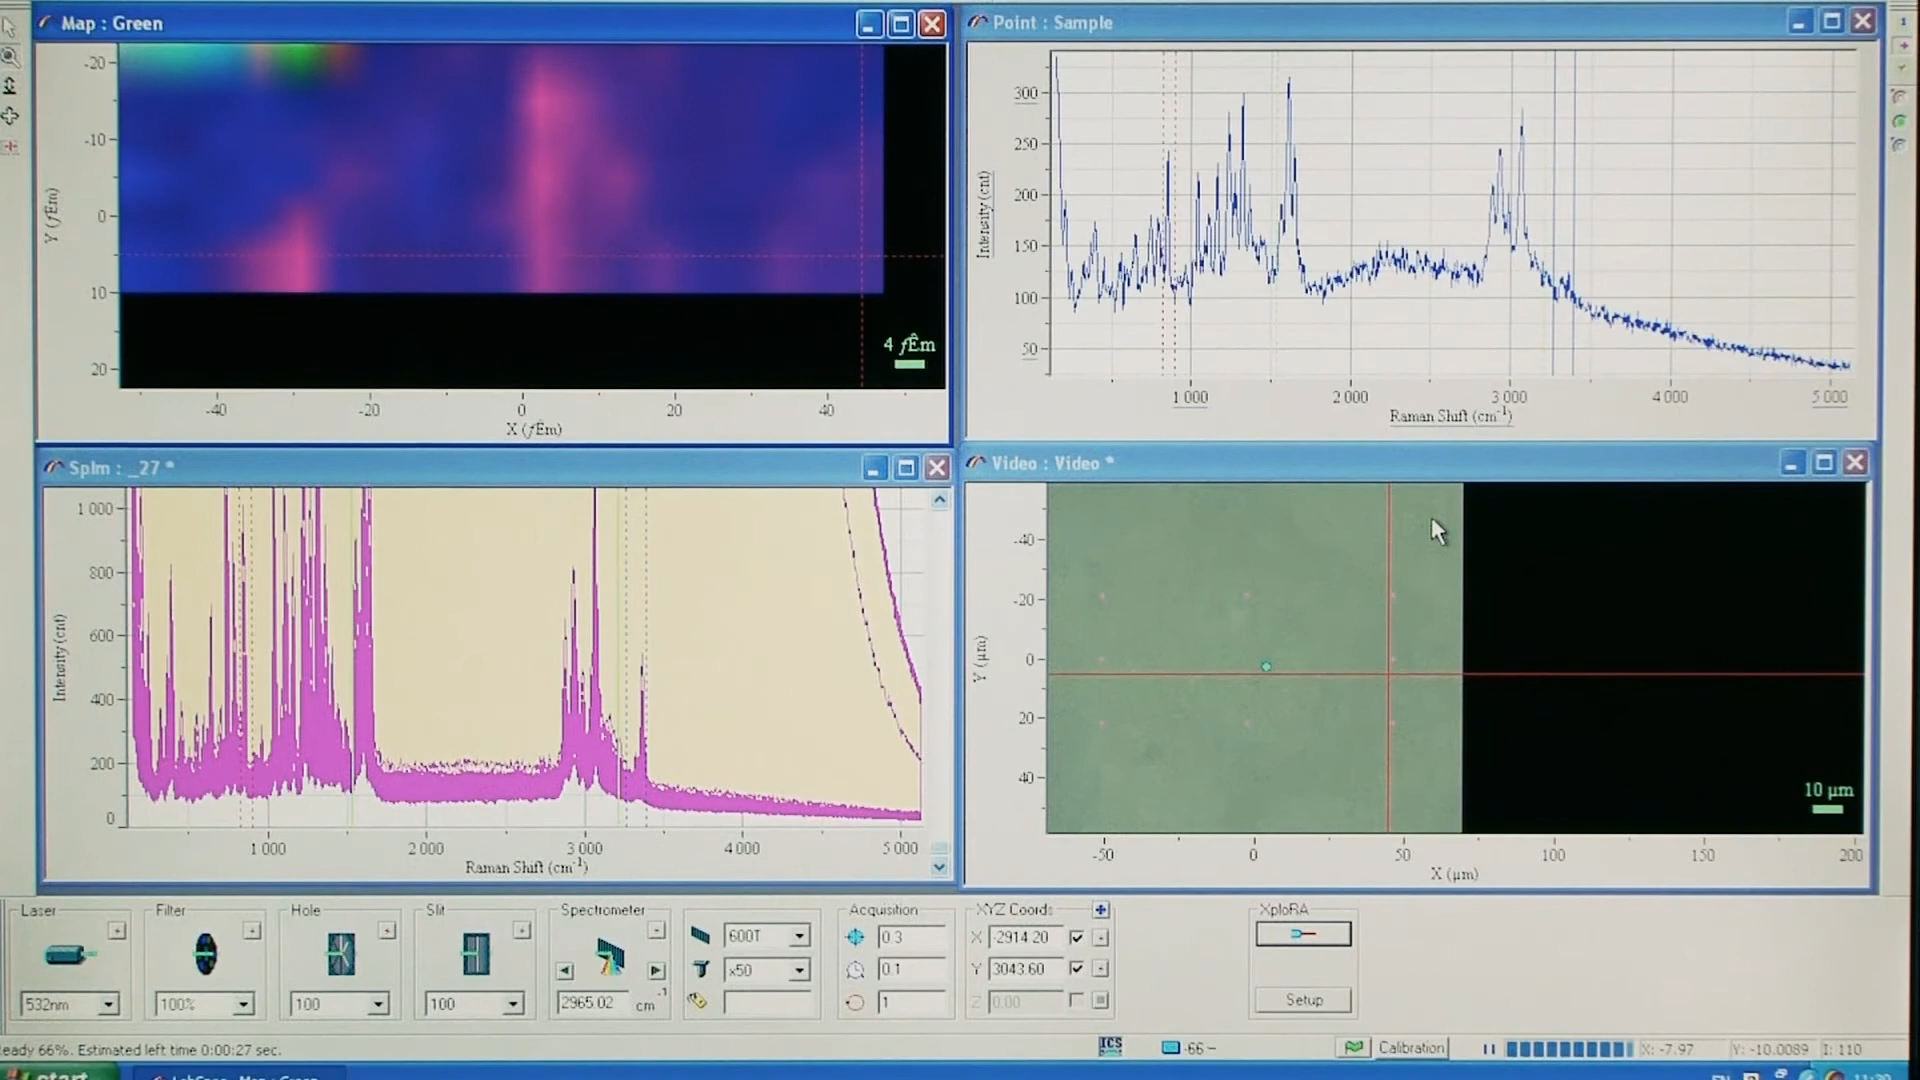 Map : Green
-20
-10
0
10
20
Y (ƒÊm)
4 ƒÊm
-40 -20 0 20 40
X (ƒÊm)
Point : Sample
300
250
200
150
100
50
Intensity (cnt)
1 000 2 000 3 000 4 000 5 000
Raman Shift (cm-1)
SpIm : _27 *
1 000
800
600
400
200
0
Intensity (cnt)
1 000 2 000 3 000 4 000 5 000
Raman Shift (cm-1)
Video : Video *
-40
-20
0
20
40
Y (µm)
10 µm
-50 0 50 100 150 200
X (µm)
Laser Filter Hole Slit Spectrometer Acquisition XYZ Coords XploRA
600T 0.3 X -2914.20
x50 0.1 Y 3043.60
532nm 100% 100 100 2965.02 cm-1 1 Z 0.00 Setup
eady 66%. Estimated left time 0:00:27 sec. ICS -66~ Calibration X: -7.97 Y: -10.0089 I: 110
start